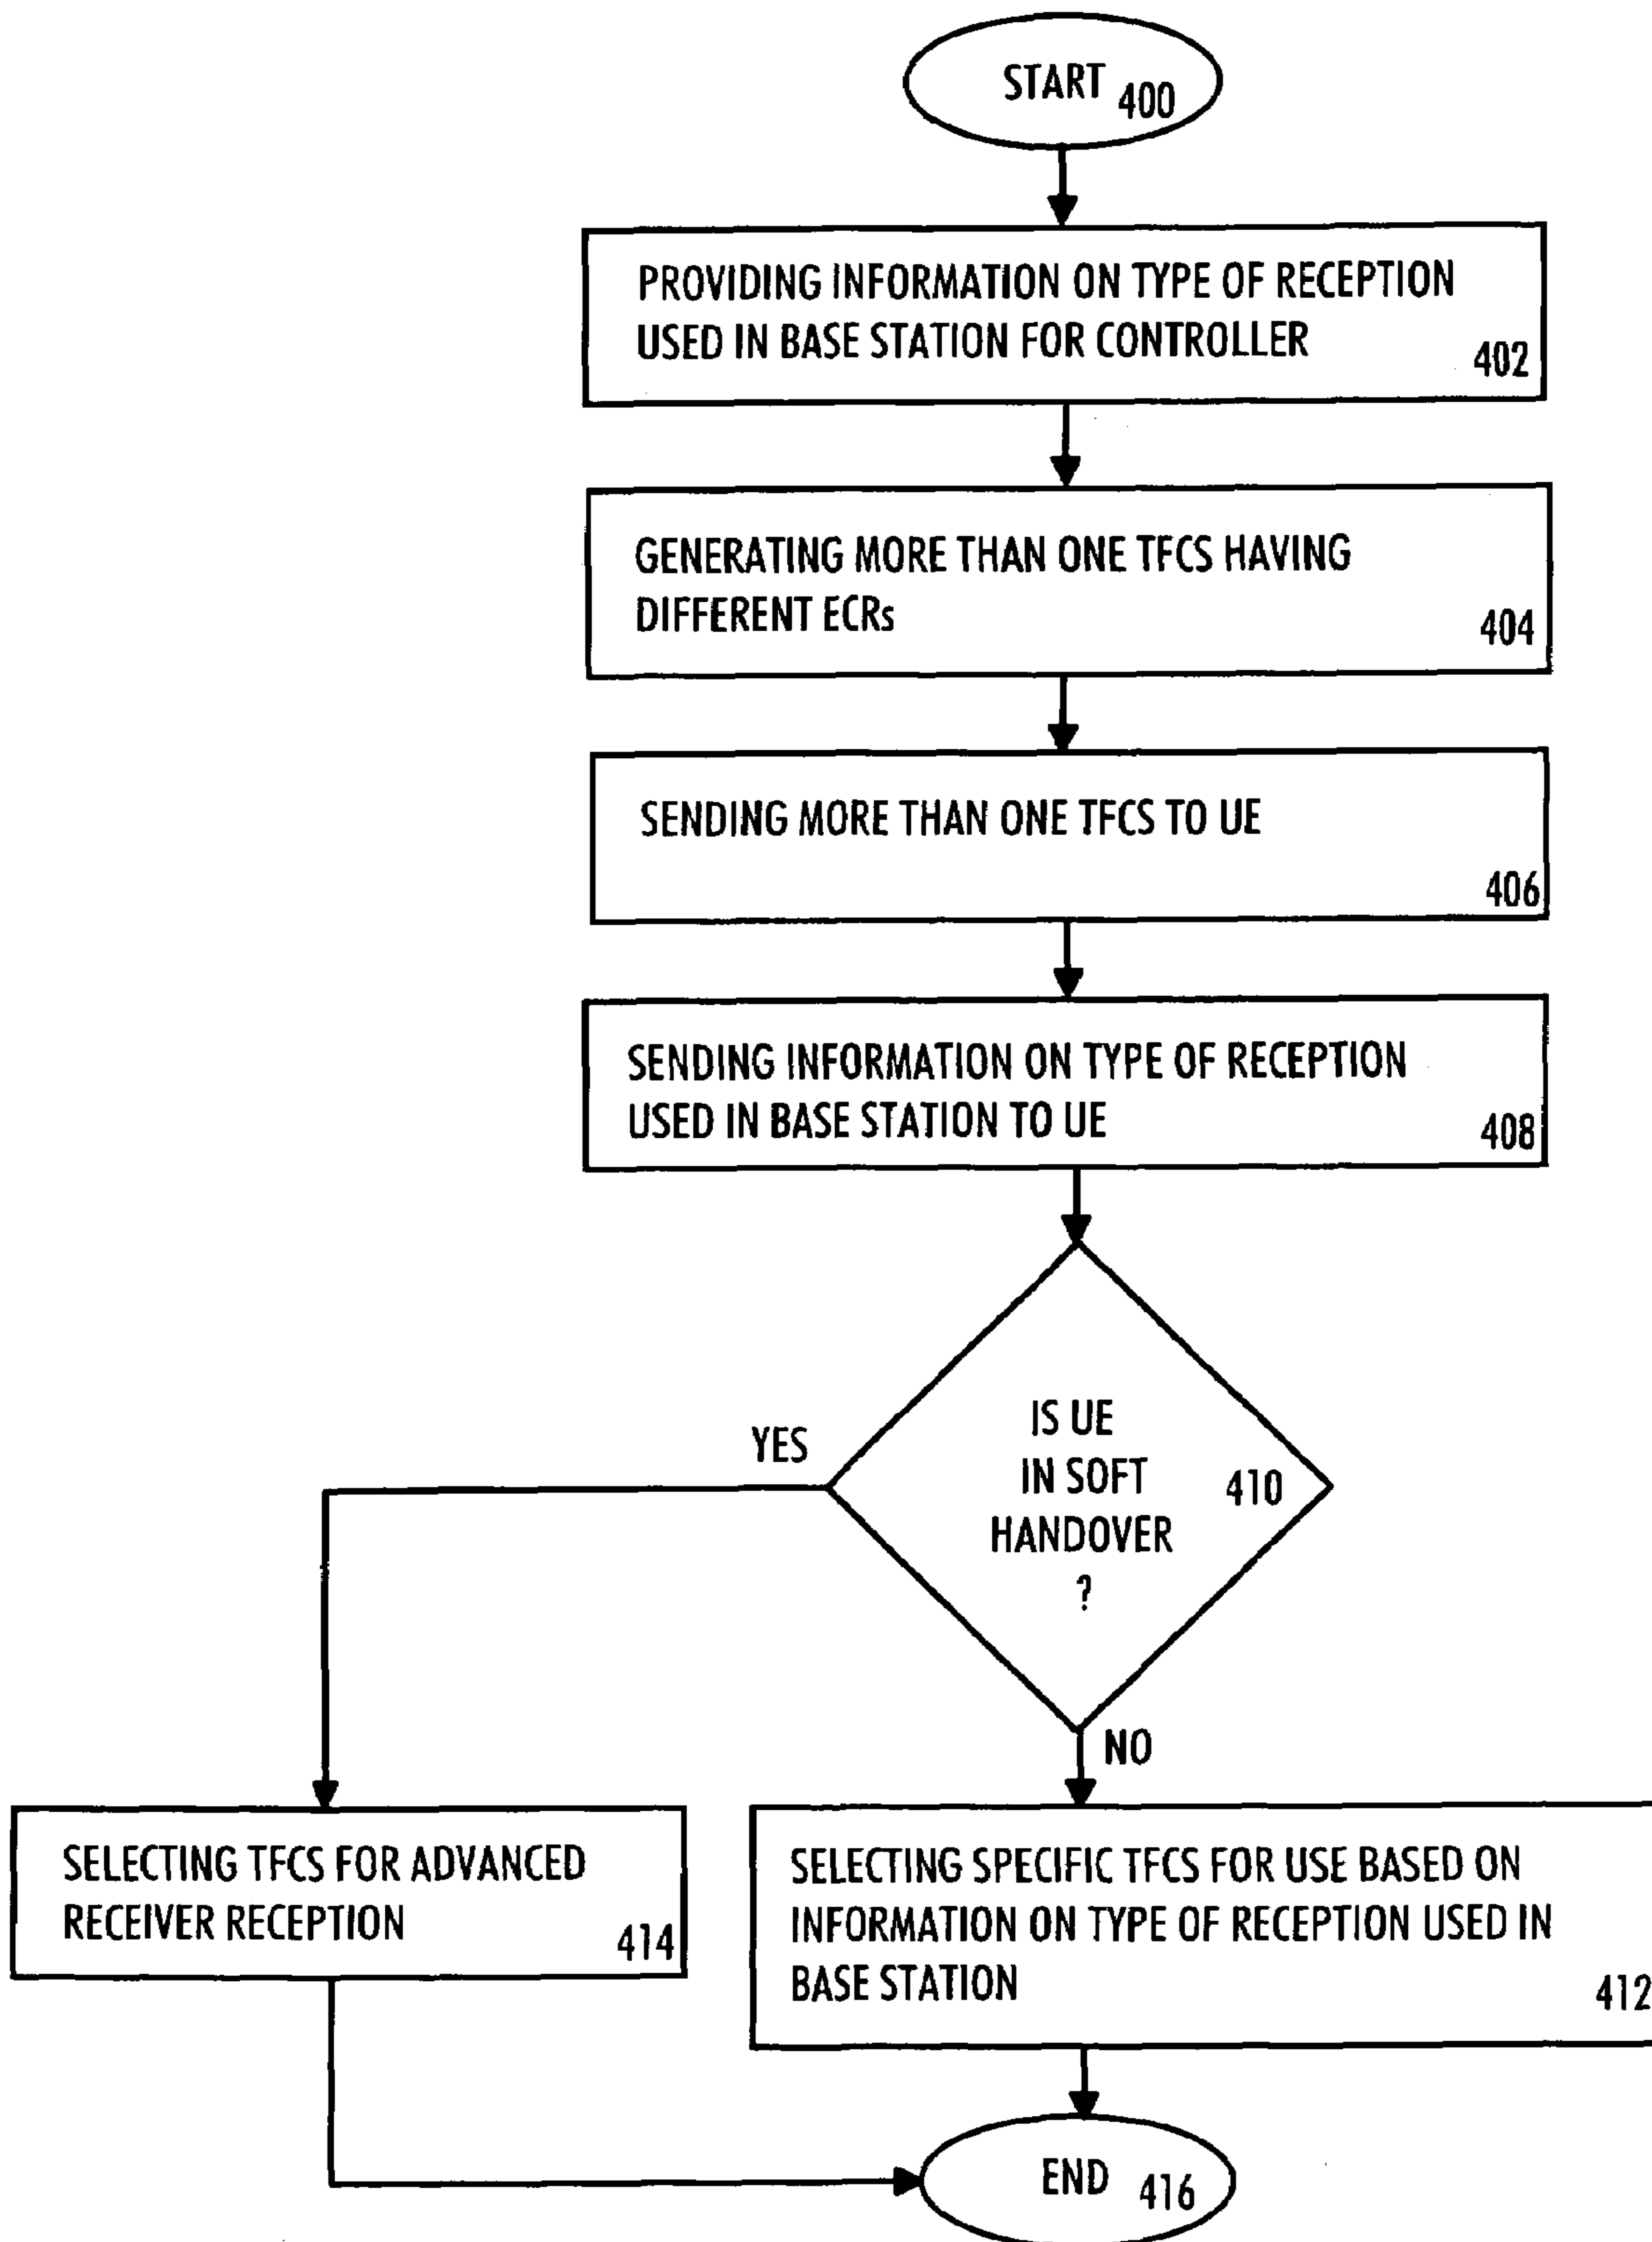 START 400
PROVIDING INFORMATION ON TYPE OF RECEPTION
USED IN BASE STATION FOR CONTROLLER
402
GENERATING MORE THAN ONE TFCS HAVING
DIFFERENT ECRs
404
SENDING MORE THAN ONE TFCS TO UE
406
SENDING INFORMATION ON TYPE OF RECEPTION
USED IN BASE STATION TO UE
408
IS UE
IN SOFT
HANDOVER
?
410
YES
NO
SELECTING TFCS FOR ADVANCED
RECEIVER RECEPTION
414
SELECTING SPECIFIC TFCS FOR USE BASED ON
INFORMATION ON TYPE OF RECEPTION USED IN
BASE STATION
412
END 416